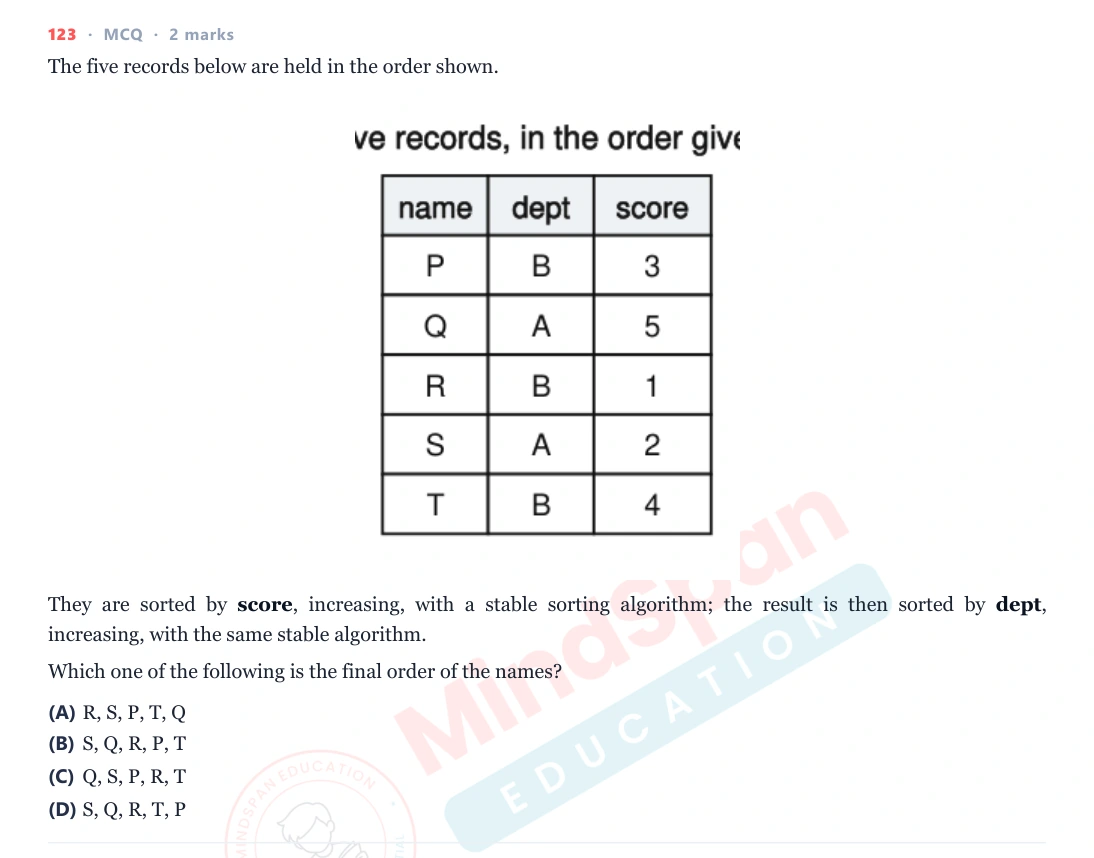 123 · MCQ · 2 marks
The five records below are held in the order shown.
ve records, in the order give
name dept score
P B 3
Q A 5
R B 1
S A 2
T B 4
They are sorted by score, increasing, with a stable sorting algorithm; the result is then sorted by dept,
increasing, with the same stable algorithm.
Which one of the following is the final order of the names?
(A) R, S, P, T, Q
(B) S, Q, R, P, T
(C) Q, S, P, R, T
(D) S, Q, R, T, P
Mindspan
EDUCATION
MINDSPAN EDUCATION